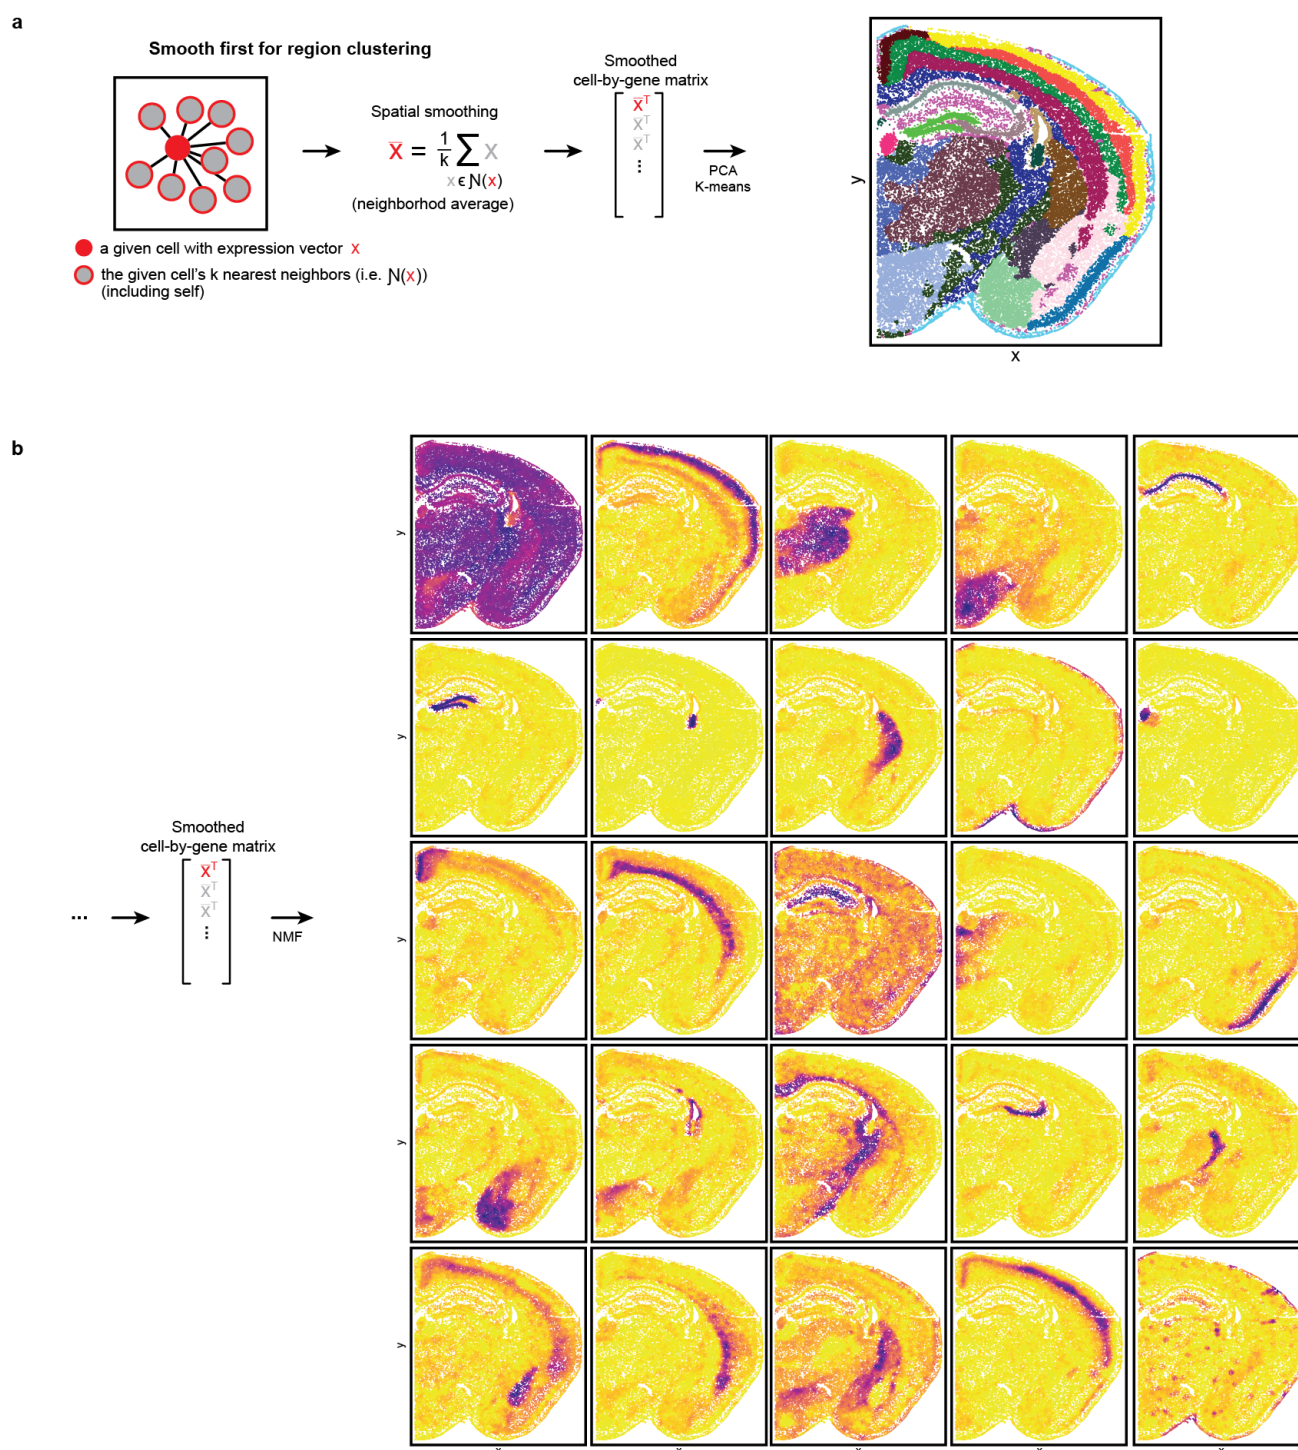 a
Smooth first for region clustering
Spatial smoothing
x̅ = 1/k ∑ x
x ϵ N(x)
(neighborhod average)
Smoothed
cell-by-gene matrix
x̅ᵀ
x̅ᵀ
x̅ᵀ
...
PCA
K-means
y
x
a given cell with expression vector x
the given cell's k nearest neighbors (i.e. N(x))
(including self)
b
...
Smoothed
cell-by-gene matrix
x̅ᵀ
x̅ᵀ
x̅ᵀ
...
NMF
y
y
y
y
y
x
x
x
x
x